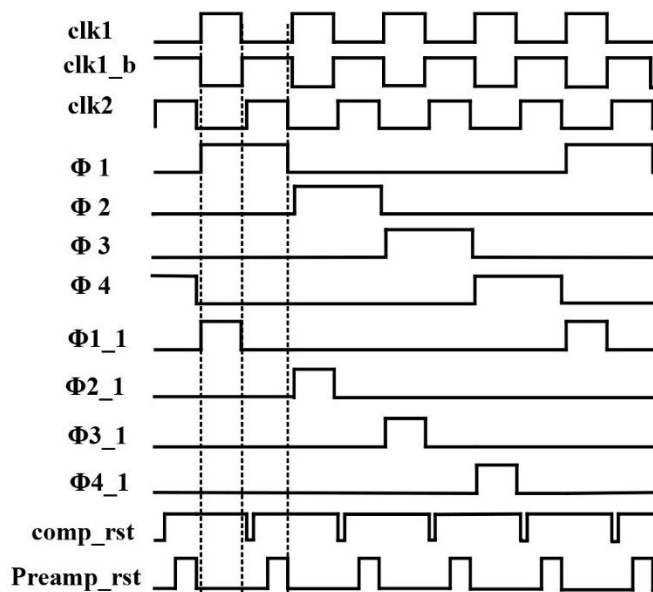 clk1
clk1_b
clk2
Φ 1
Φ 2
Φ 3
Φ 4
Φ1_1
Φ2_1
Φ3_1
Φ4_1
comp_rst
Preamp_rst